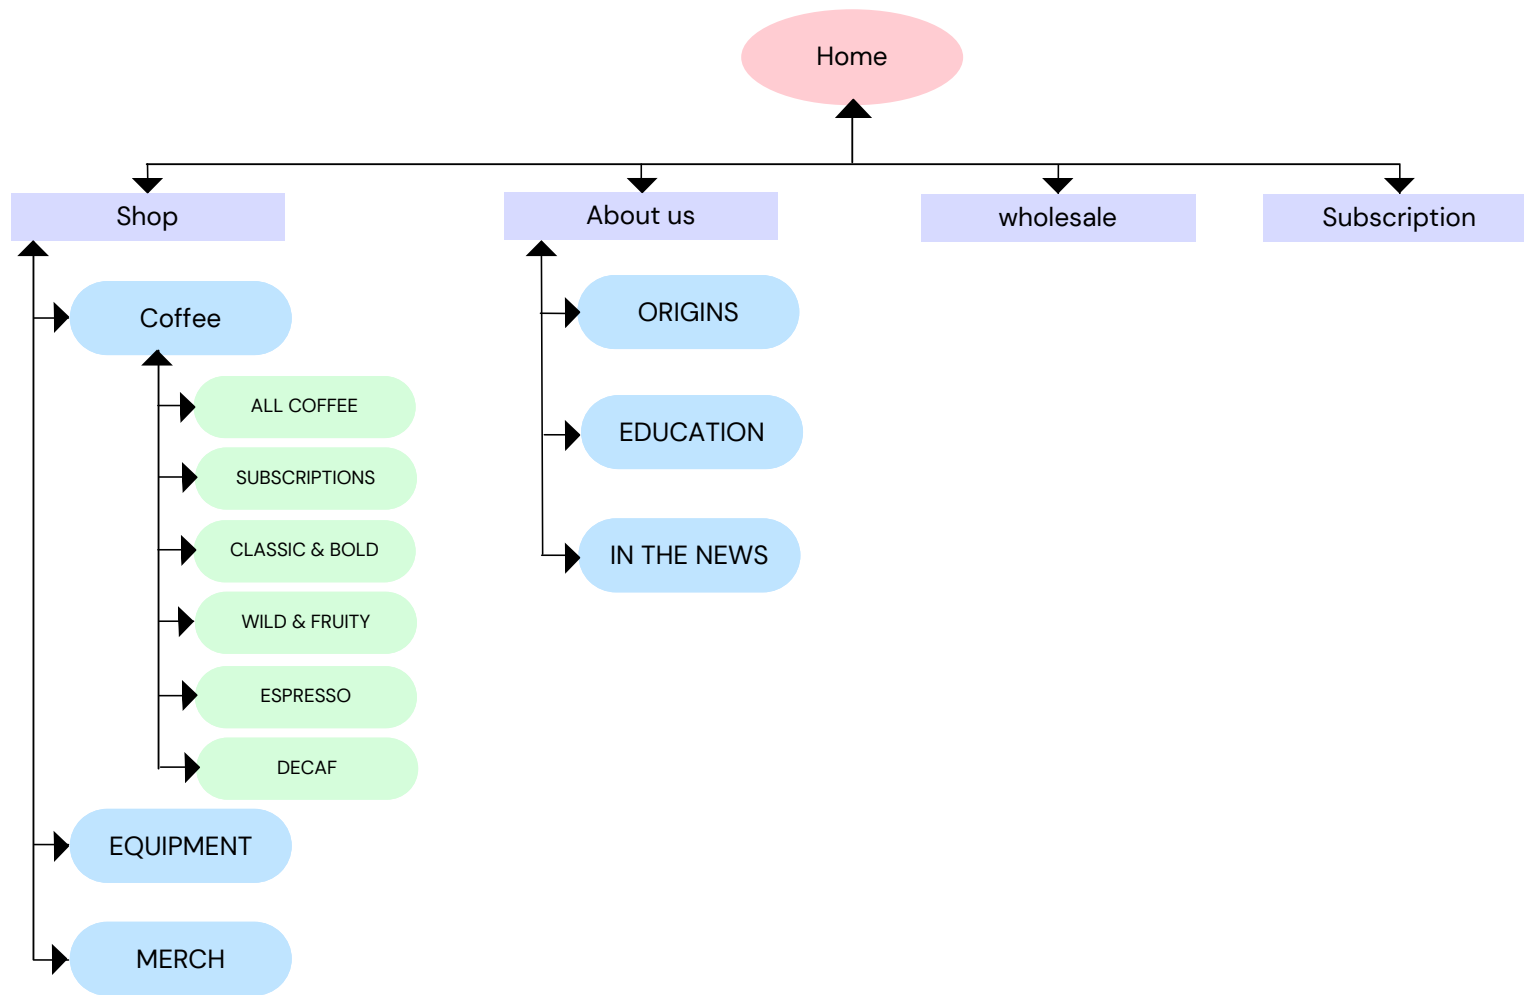 Home
Shop
About us
wholesale
Subscription
Coffee
ALL COFFEE
SUBSCRIPTIONS
CLASSIC & BOLD
WILD & FRUITY
ESPRESSO
DECAF
EQUIPMENT
MERCH
ORIGINS
EDUCATION
IN THE NEWS